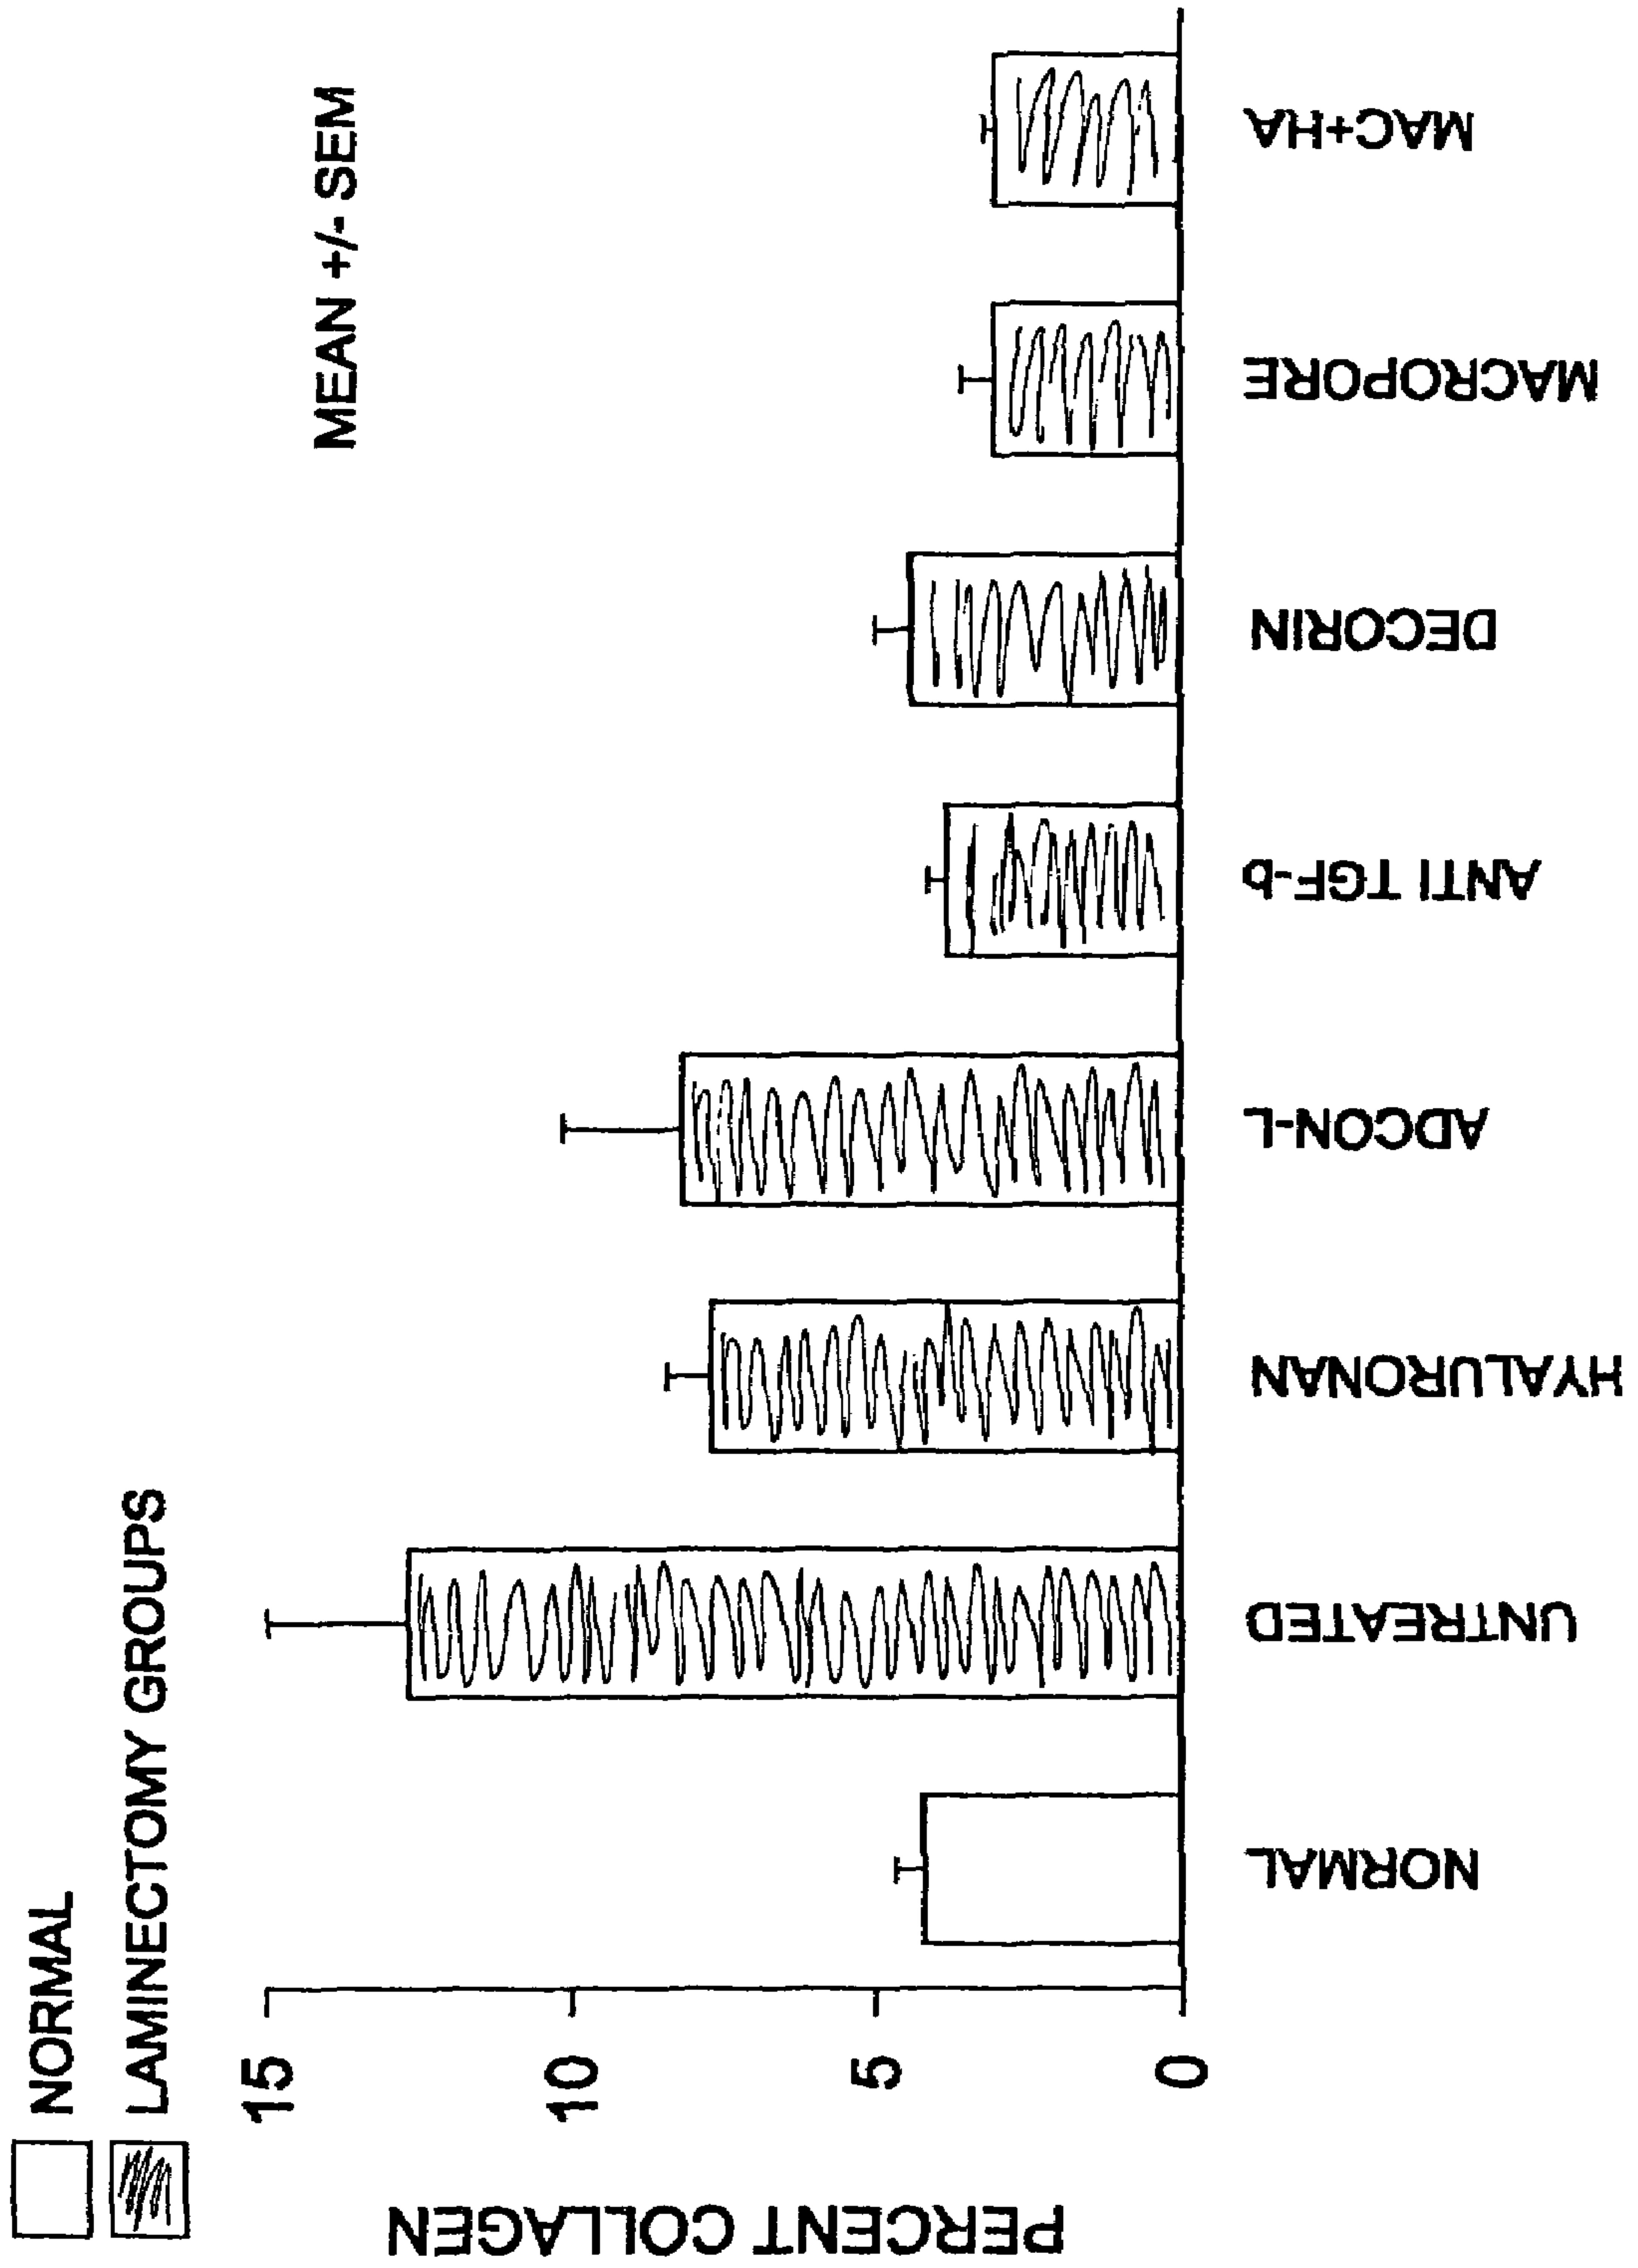 NORMAL
LAMINECTOMY GROUPS
MEAN +/- SEM
PERCENT COLLAGEN
15
10
5
0
NORMAL
UNTREATED
HYALURONAN
ADCON-L
ANTI TGF-b
DECORIN
MACROPORE
MAC+HA